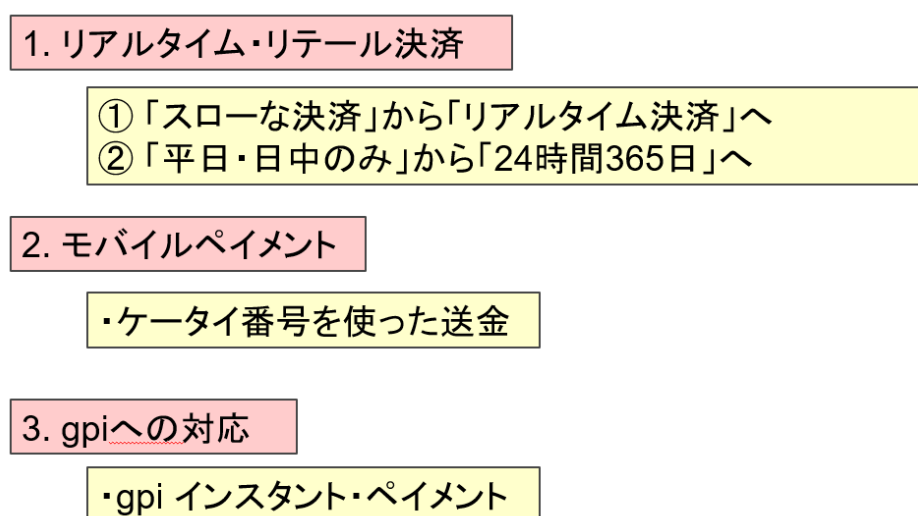 1. リアルタイム・リテール決済
① 「スローな決済」から「リアルタイム決済」へ
② 「平日・日中のみ」から「24時間365日」へ
2. モバイルペイメント
・ケータイ番号を使った送金
3. gpiへの対応
・gpi インスタント・ペイメント